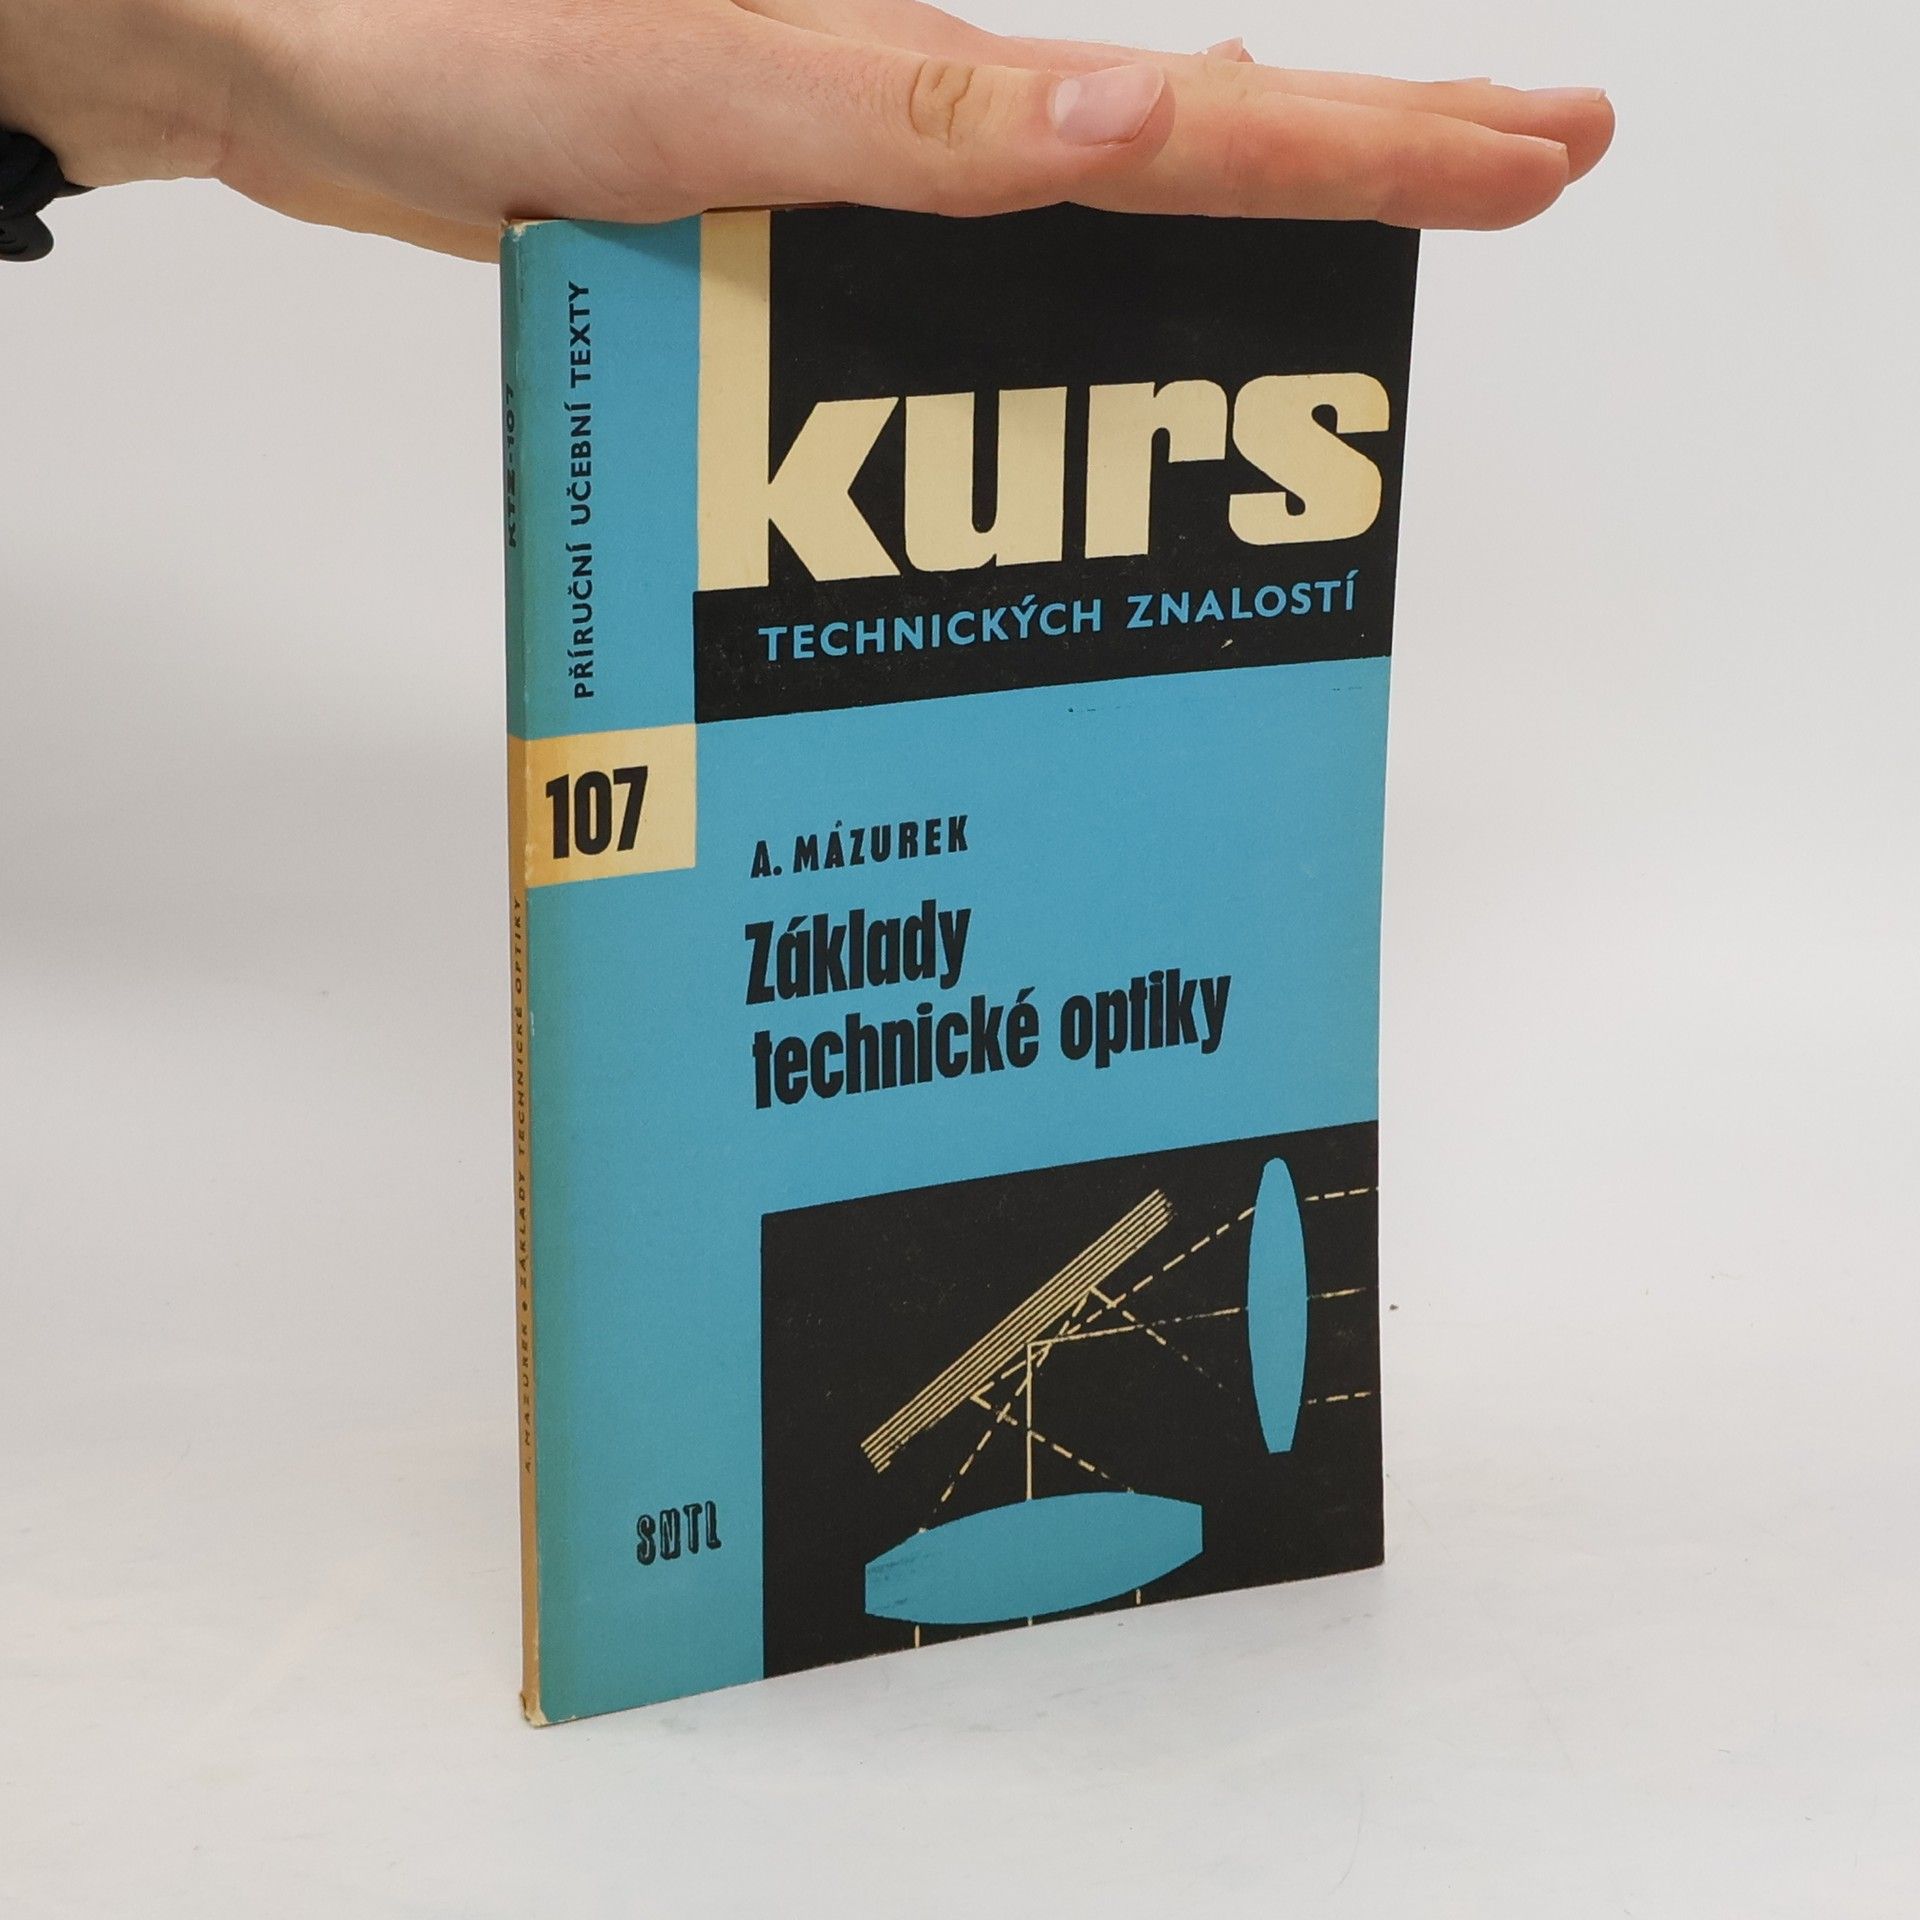 kurs
TECHNICKÝCH ZNALOSTÍ
PŘÍRUČNÍ UČEBNÍ TEXTY
107
A. MÁZUREK
Základy
technické optiky
SNTL
KTZ-107
A. MÁZUREK • ZÁKLADY TECHNICKÉ OPTIKY